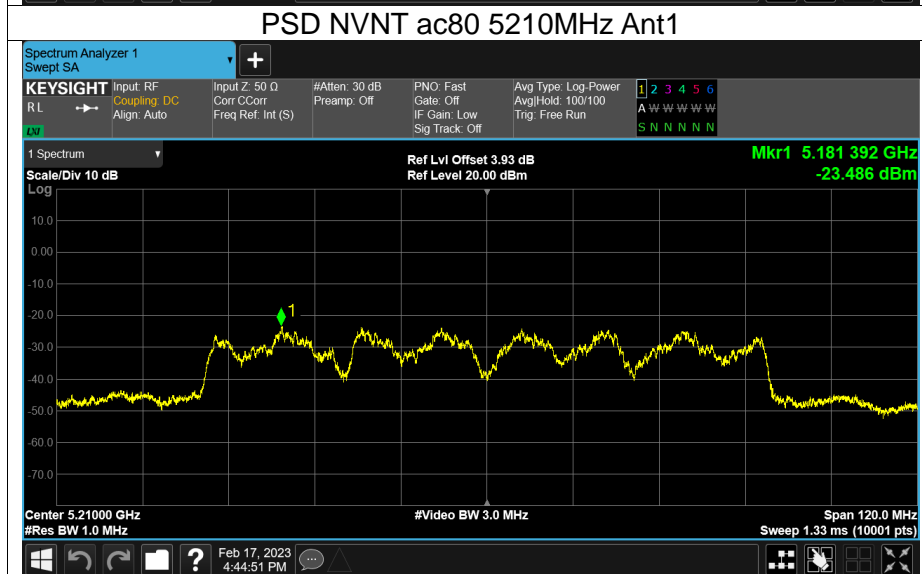 PSD NVNT ac80 5210MHz Ant1
Spectrum Analyzer 1
Swept SA
+
KEYSIGHT
R L
LXI
Input: RF
Coupling: DC
Align: Auto
Input Z: 50 Ω
Corr CCorr
Freq Ref: Int (S)
#Atten: 30 dB
Preamp: Off
PNO: Fast
Gate: Off
IF Gain: Low
Sig Track: Off
Avg Type: Log-Power
Avg|Hold: 100/100
Trig: Free Run
1 2 3 4 5 6
A W W W W W
S N N N N N
1 Spectrum
Scale/Div 10 dB
Log
Ref Lvl Offset 3.93 dB
Ref Level 20.00 dBm
Mkr1 5.181 392 GHz
-23.486 dBm
10.0
0.00
-10.0
-20.0
-30.0
-40.0
-50.0
-60.0
-70.0
1
Center 5.21000 GHz
#Res BW 1.0 MHz
#Video BW 3.0 MHz
Span 120.0 MHz
Sweep 1.33 ms (10001 pts)
?
Feb 17, 2023
4:44:51 PM